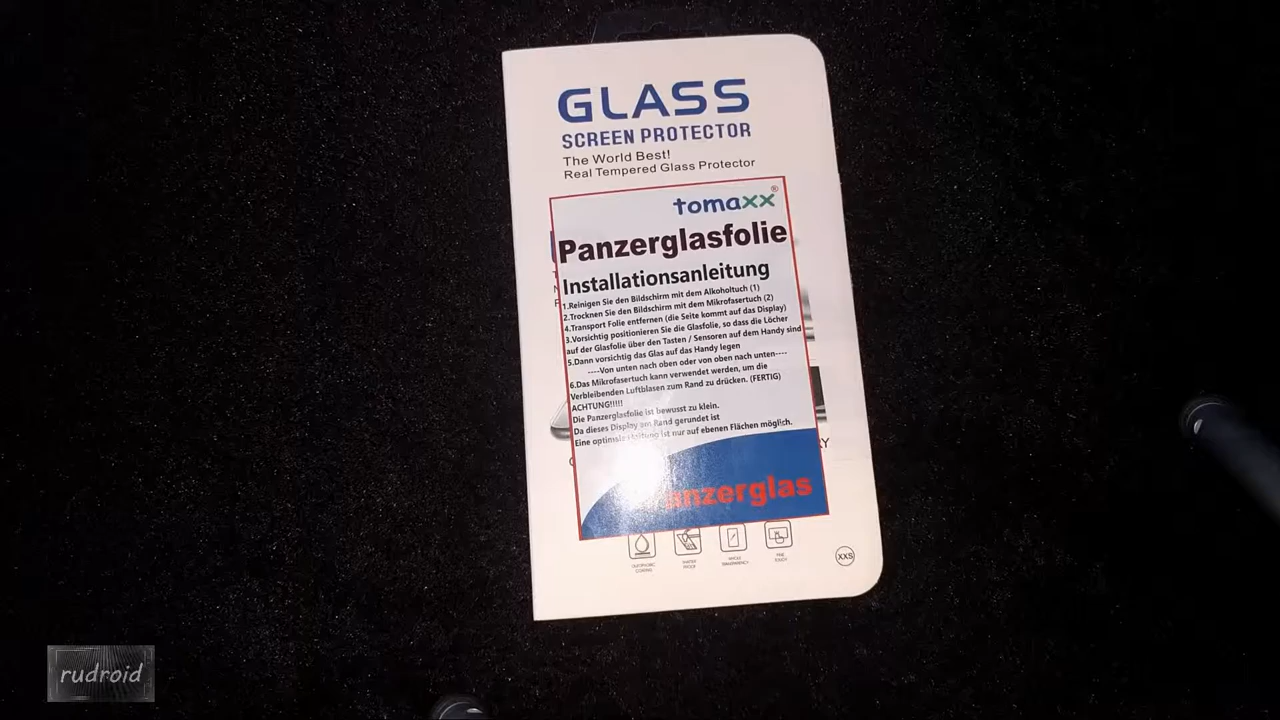 GLASS
SCREEN PROTECTOR
The World Best!
Real Tempered Glass Protector
tomaxx®
Panzerglasfolie
Installationsanleitung
1.Reinigen Sie den Bildschirm mit dem Alkoholtuch (1)
2.Trocknen Sie den Bildschirm mit dem Mikrofasertuch (2)
4.Transport Folie entfernen (die Seite kommt auf das Display)
3.Vorsichtig positionieren Sie die Glasfolie, so dass die Löcher
auf der Glasfolie über den Tasten / Sensoren auf dem Handy sind
5.Dann vorsichtig das Glas auf das Handy legen
----Von unten nach oben oder von oben nach unten----
6.Das Mikrofasertuch kann verwendet werden, um die
Verbleibenden Luftblasen zum Rand zu drücken. (FERTIG)
ACHTUNG!!!!!
Die Panzerglasfolie ist bewusst zu klein.
Da dieses Display am Rand gerundet ist
Eine optimale ist nur auf ebenen Flächen möglich.
anzerglas
XXS
rudroid